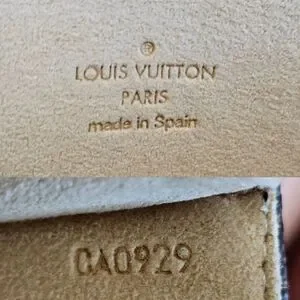 ®
LOUIS VUITTON
PARIS
made in Spain
CA0929